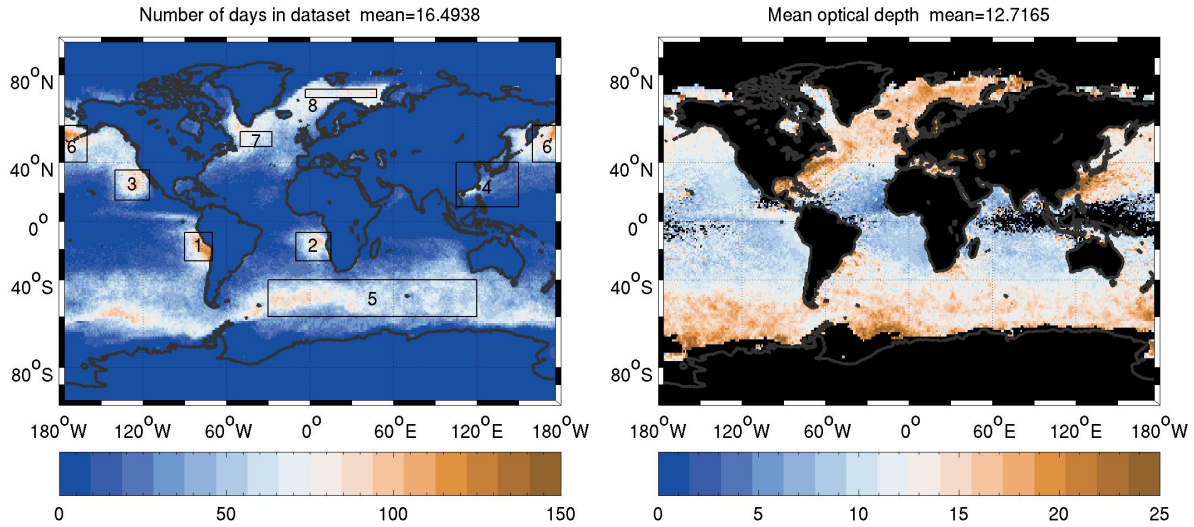 Number of days in dataset  mean=16.4938
80°N
40°N
0°
40°S
80°S
180°W 120°W 60°W 0° 60°E 120°E 180°W
1
2
3
4
5
6
6
7
8
0 50 100 150
Mean optical depth  mean=12.7165
80°N
40°N
0°
40°S
80°S
180°W 120°W 60°W 0° 60°E 120°E 180°W
0 5 10 15 20 25